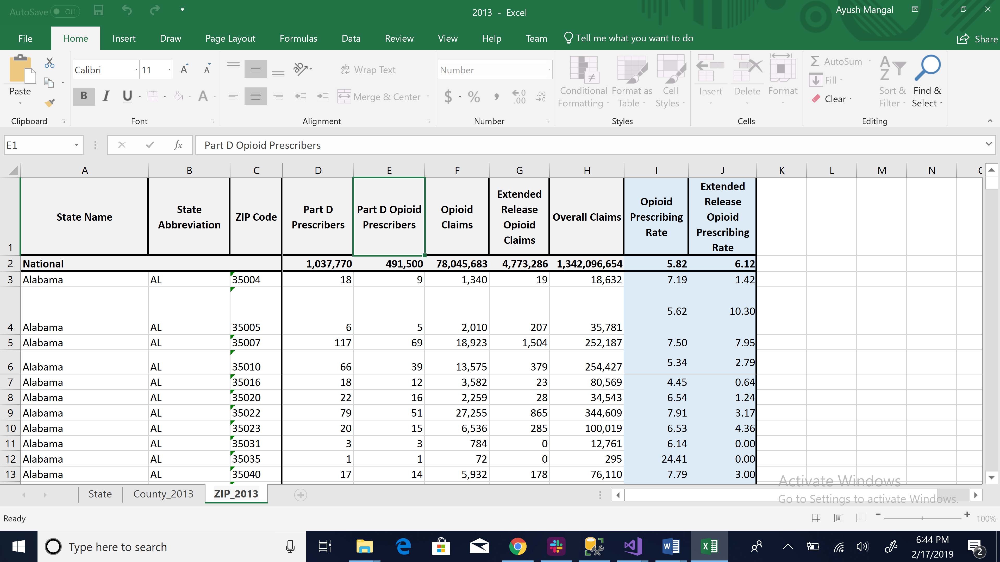 AutoSave Off
2013 - Excel
Ayush Mangal
File Home Insert Draw Page Layout Formulas Data Review View Help Team Tell me what you want to do Share
Paste
Calibri 11 A A
ab Wrap Text
Number
Conditional Formatting
Format as Table
Cell Styles
Insert Delete Format
AutoSum
Fill
Clear
Sort & Filter
Find & Select
B I U A
Merge & Center
$ % , .0 .00 .00 .0
Clipboard Font Alignment Number Styles Cells Editing
E1 fx Part D Opioid Prescribers
A B C D E F G H I J K L M N
1 State Name State Abbreviation ZIP Code Part D Prescribers Part D Opioid Prescribers Opioid Claims Extended Release Opioid Claims Overall Claims Opioid Prescribing Rate Extended Release Opioid Prescribing Rate
2 National 1,037,770 491,500 78,045,683 4,773,286 1,342,096,654 5.82 6.12
3 Alabama AL 35004 18 9 1,340 19 18,632 7.19 1.42
4 Alabama AL 35005 6 5 2,010 207 35,781 5.62 10.30
5 Alabama AL 35007 117 69 18,923 1,504 252,187 7.50 7.95
6 Alabama AL 35010 66 39 13,575 379 254,427 5.34 2.79
7 Alabama AL 35016 18 12 3,582 23 80,569 4.45 0.64
8 Alabama AL 35020 22 16 2,259 28 34,543 6.54 1.24
9 Alabama AL 35022 79 51 27,255 865 344,609 7.91 3.17
10 Alabama AL 35023 20 15 6,536 285 100,019 6.53 4.36
11 Alabama AL 35031 3 3 784 0 12,761 6.14 0.00
12 Alabama AL 35035 1 1 72 0 295 24.41 0.00
13 Alabama AL 35040 17 14 5,932 178 76,110 7.79 3.00
Activate Windows
Go to Settings to activate Windows.
State County_2013 ZIP_2013
Ready 100%
Type here to search
6:44 PM
2/17/2019
2